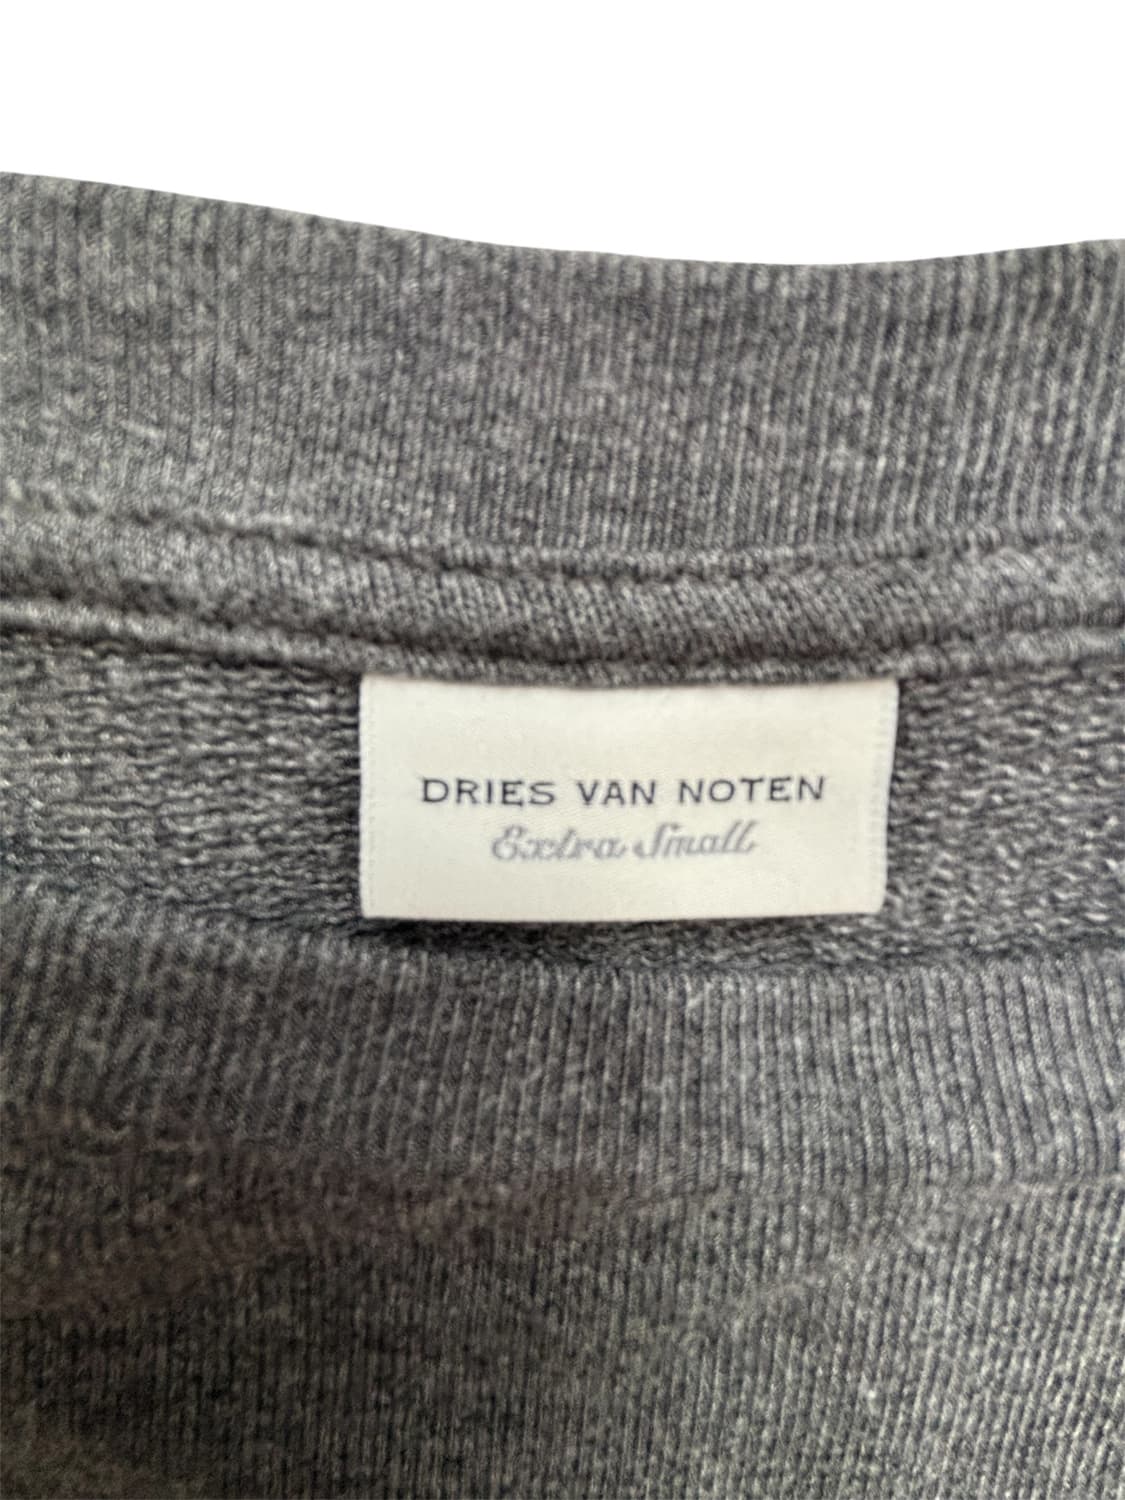 DRIES VAN NOTEN
Extra Small